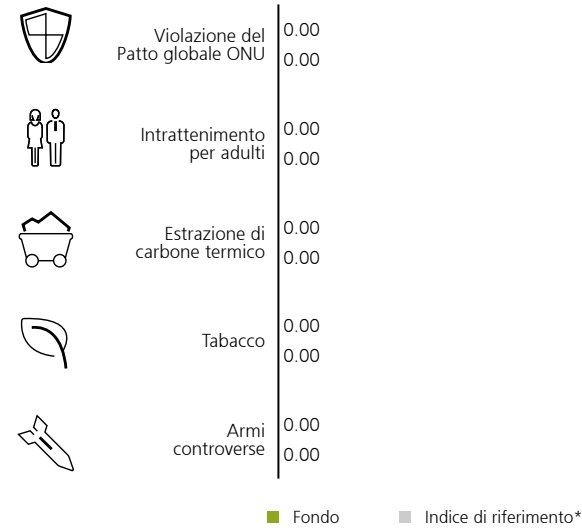 Violazione del
Patto globale ONU
0.00
0.00
Intrattenimento
per adulti
0.00
0.00
Estrazione di
carbone termico
0.00
0.00
Tabacco
0.00
0.00
Armi
controverse
0.00
0.00
Fondo
Indice di riferimento*